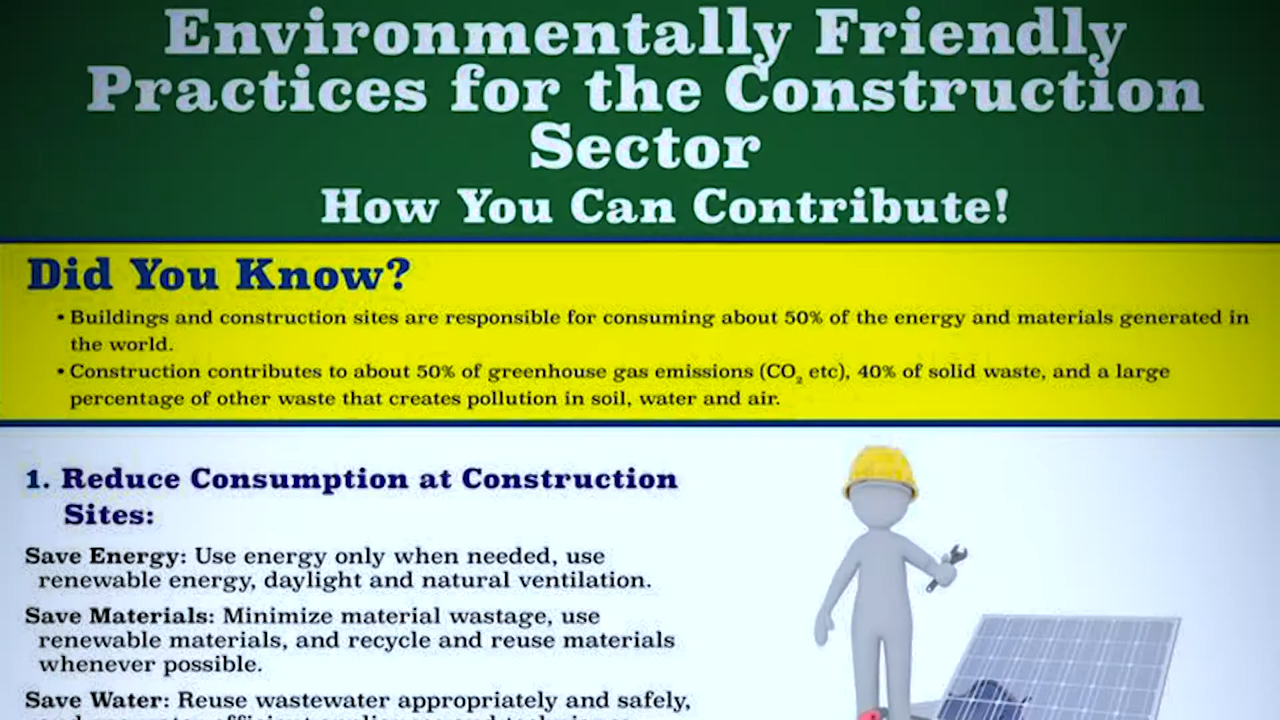 Environmentally Friendly
Practices for the Construction
Sector
How You Can Contribute!
Did You Know?
• Buildings and construction sites are responsible for consuming about 50% of the energy and materials generated in
the world.
• Construction contributes to about 50% of greenhouse gas emissions (CO₂ etc), 40% of solid waste, and a large
percentage of other waste that creates pollution in soil, water and air.
1. Reduce Consumption at Construction
Sites:
Save Energy: Use energy only when needed, use
renewable energy, daylight and natural ventilation.
Save Materials: Minimize material wastage, use
renewable materials, and recycle and reuse materials
whenever possible.
Save Water: Reuse wastewater appropriately and safely,